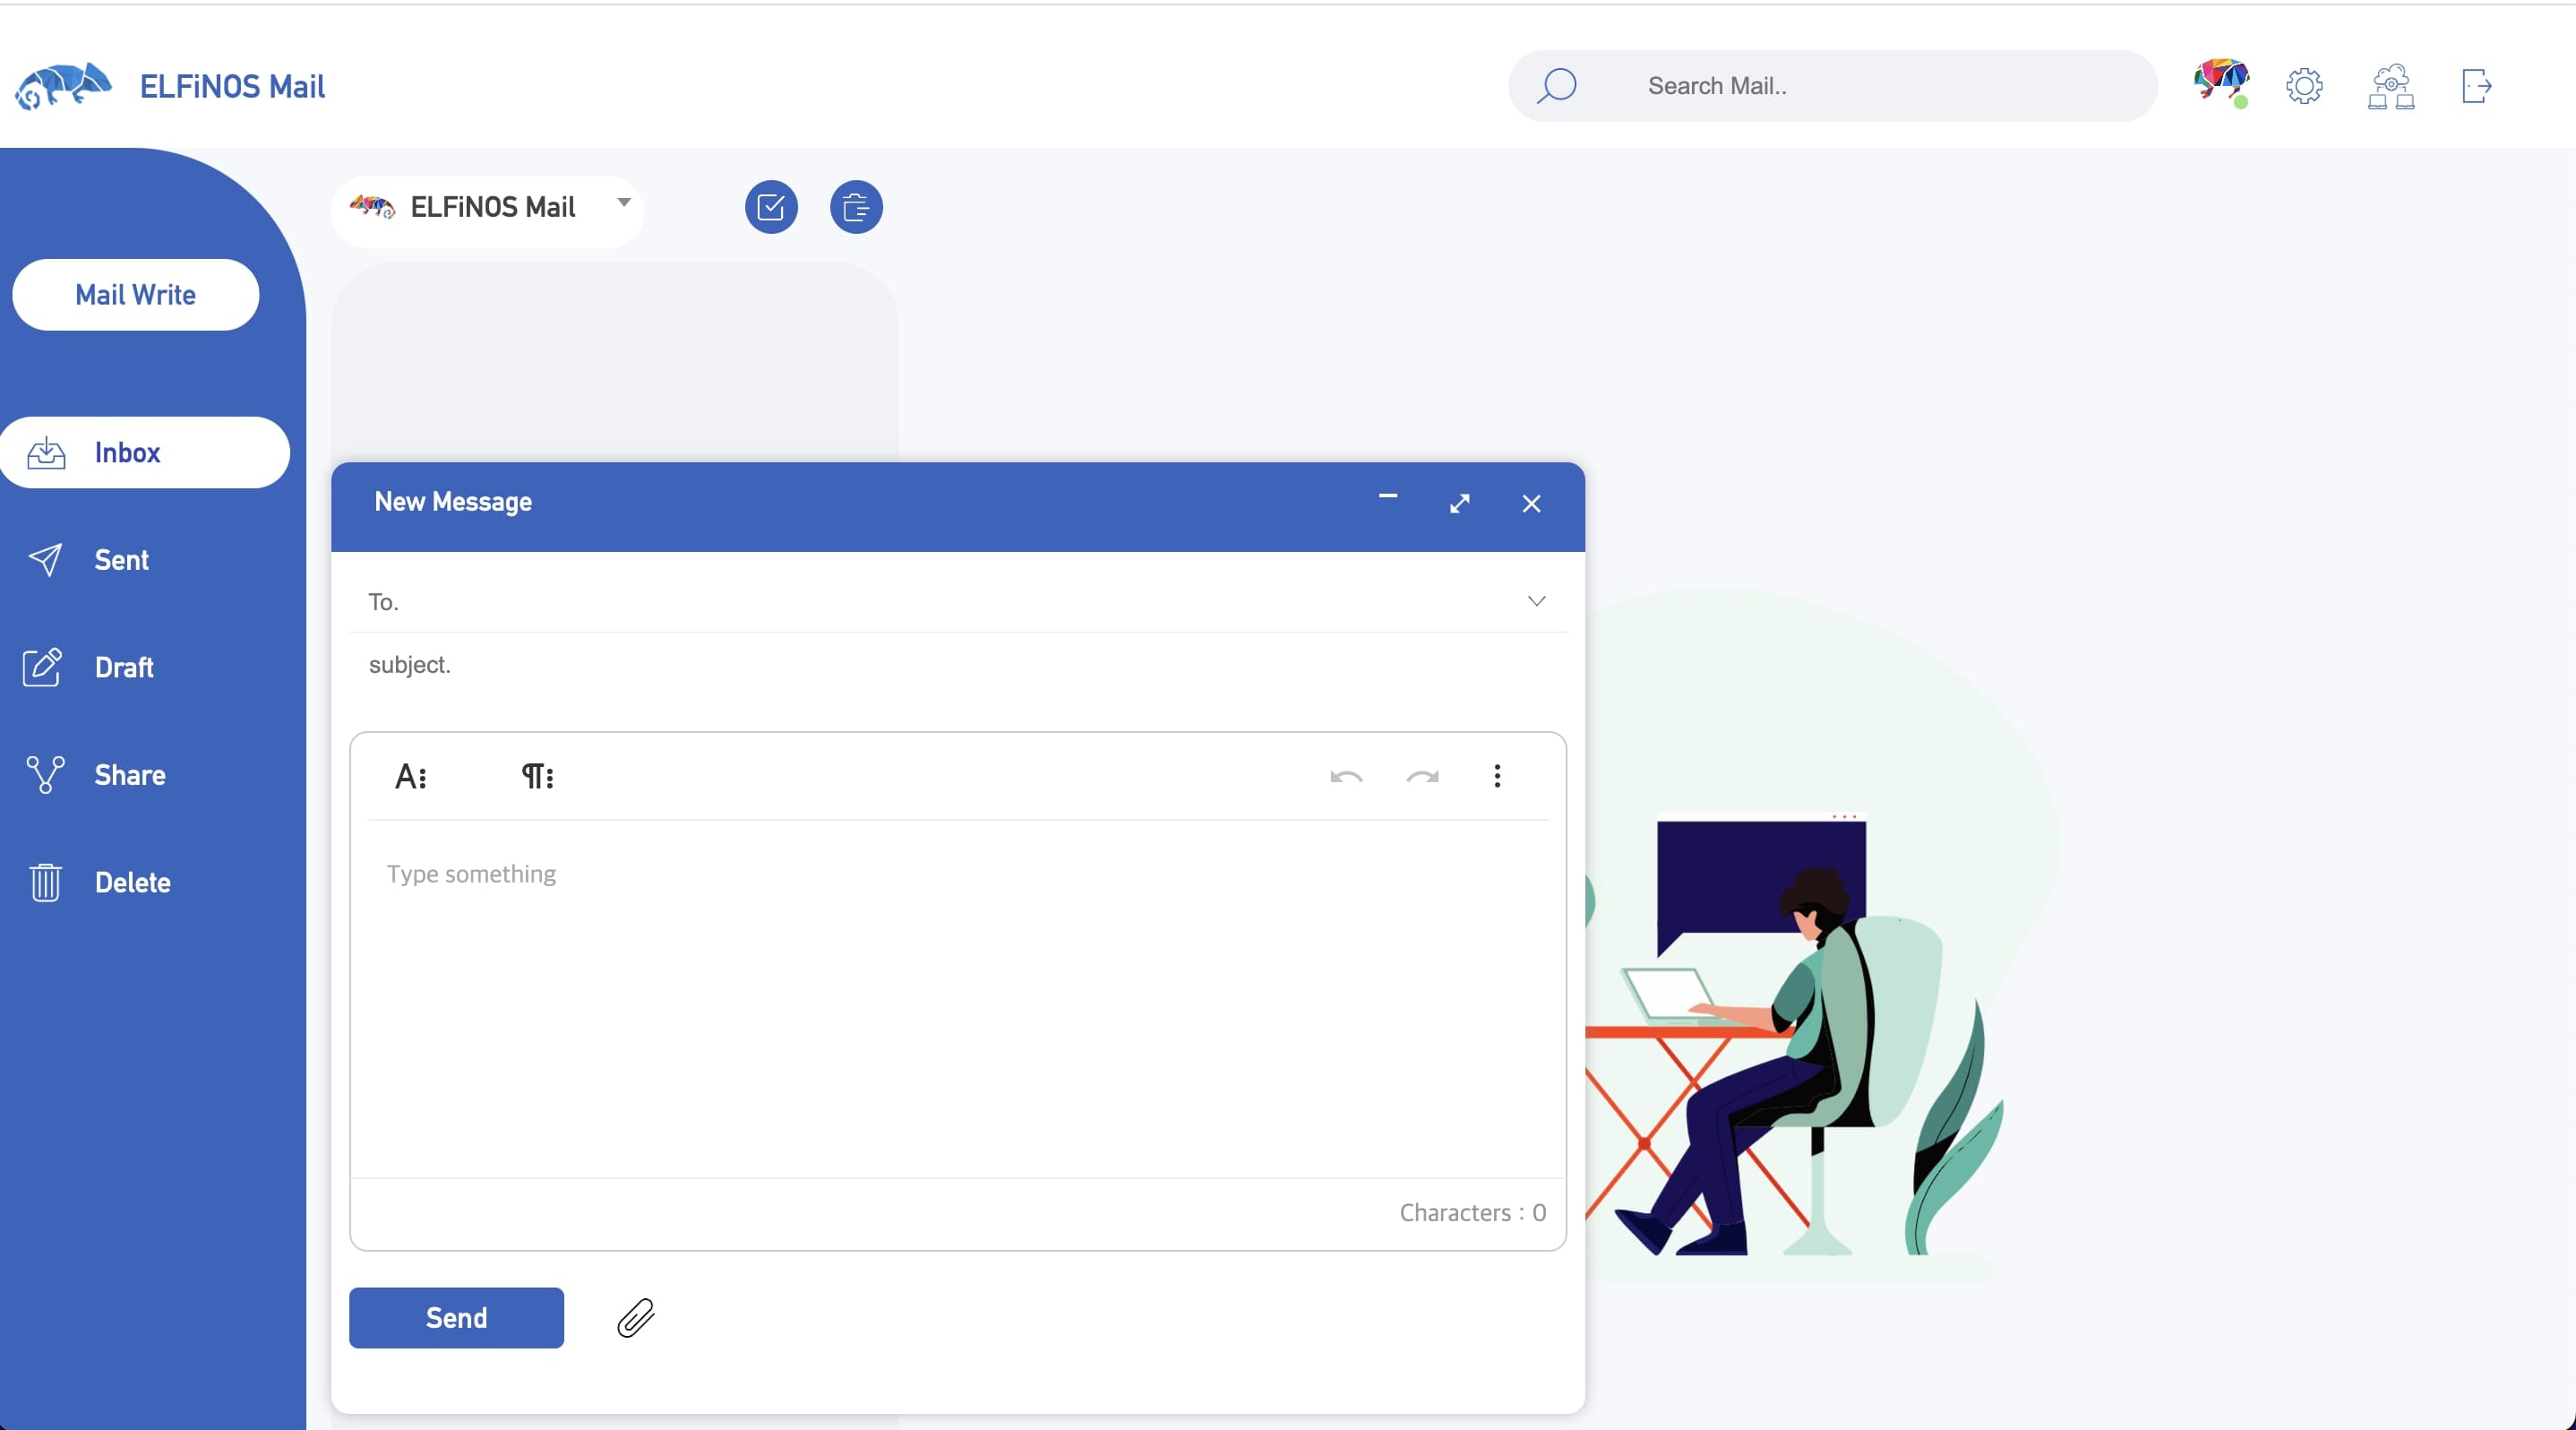 ELFiNOS Mail
Search Mail..
ELFiNOS Mail
Mail Write
Inbox
Sent
Draft
Share
Delete
New Message
To.
subject.
A
¶
Type something
Characters : 0
Send